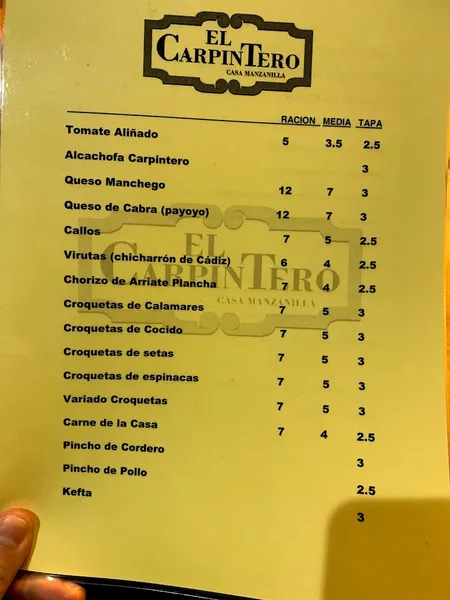 EL
CARPINTERO
CASA MANZANILLA
RACION MEDIA TAPA
Tomate Aliñado 5 3.5 2.5
Alcachofa Carpintero 3
Queso Manchego 12 7 3
Queso de Cabra (payoyo) 12 7 3
Callos 7 5 2.5
Virutas (chicharrón de Cádiz) 6 4 2.5
Chorizo de Arriate Plancha 7 4 2.5
Croquetas de Calamares 7 5 3
Croquetas de Cocido 7 5 3
Croquetas de setas 7 5 3
Croquetas de espinacas 7 5 3
Variado Croquetas 7 5 3
Carne de la Casa 7 4 2.5
Pincho de Cordero 3
Pincho de Pollo 2.5
Kefta 3
EL
CARPINTERO
CASA MANZANILLA